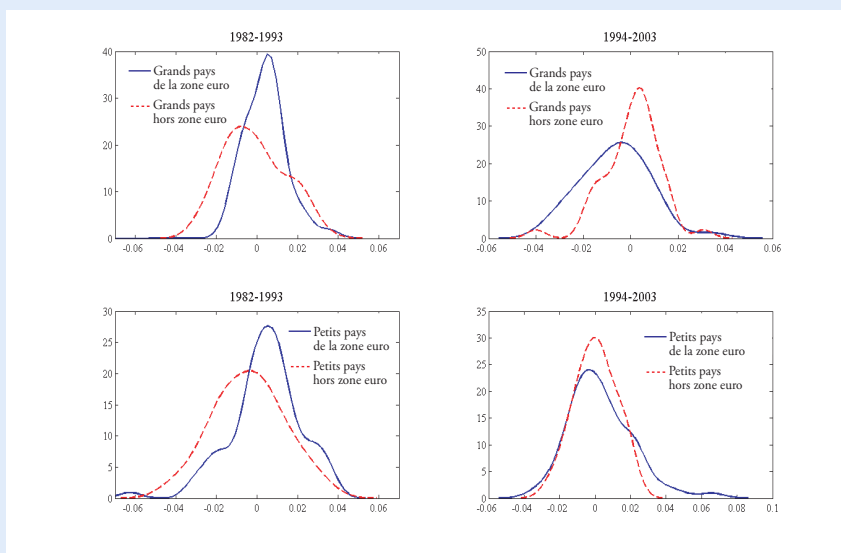 1982-1993
40
30
20
10
0
Grands pays
de la zone euro
Grands pays
hors zone euro
-0.06 -0.04 -0.02 0 0.02 0.04 0.06
1994-2003
50
40
30
20
10
0
Grands pays
de la zone euro
Grands pays
hors zone euro
-0.06 -0.04 -0.02 0 0.02 0.04 0.06
1982-1993
30
25
20
15
10
5
0
Petits pays
de la zone euro
Petits pays
hors zone euro
-0.06 -0.04 -0.02 0 0.02 0.04 0.06
1994-2003
35
30
25
20
15
10
5
0
Petits pays
de la zone euro
Petits pays
hors zone euro
-0.06 -0.04 -0.02 0 0.02 0.04 0.06 0.08 0.1